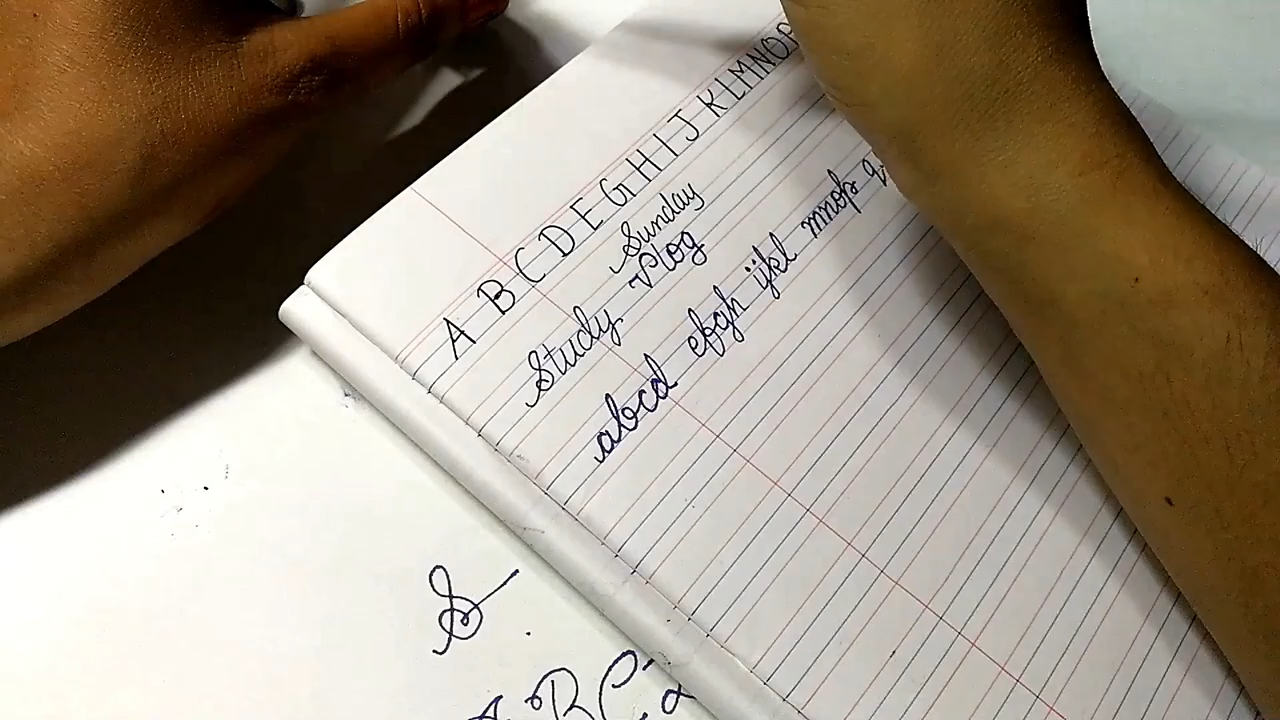 A B C D E G H I J K L M N O P
Sunday
Study Vlog
abcd efgh ijkl mnop q
S
B C